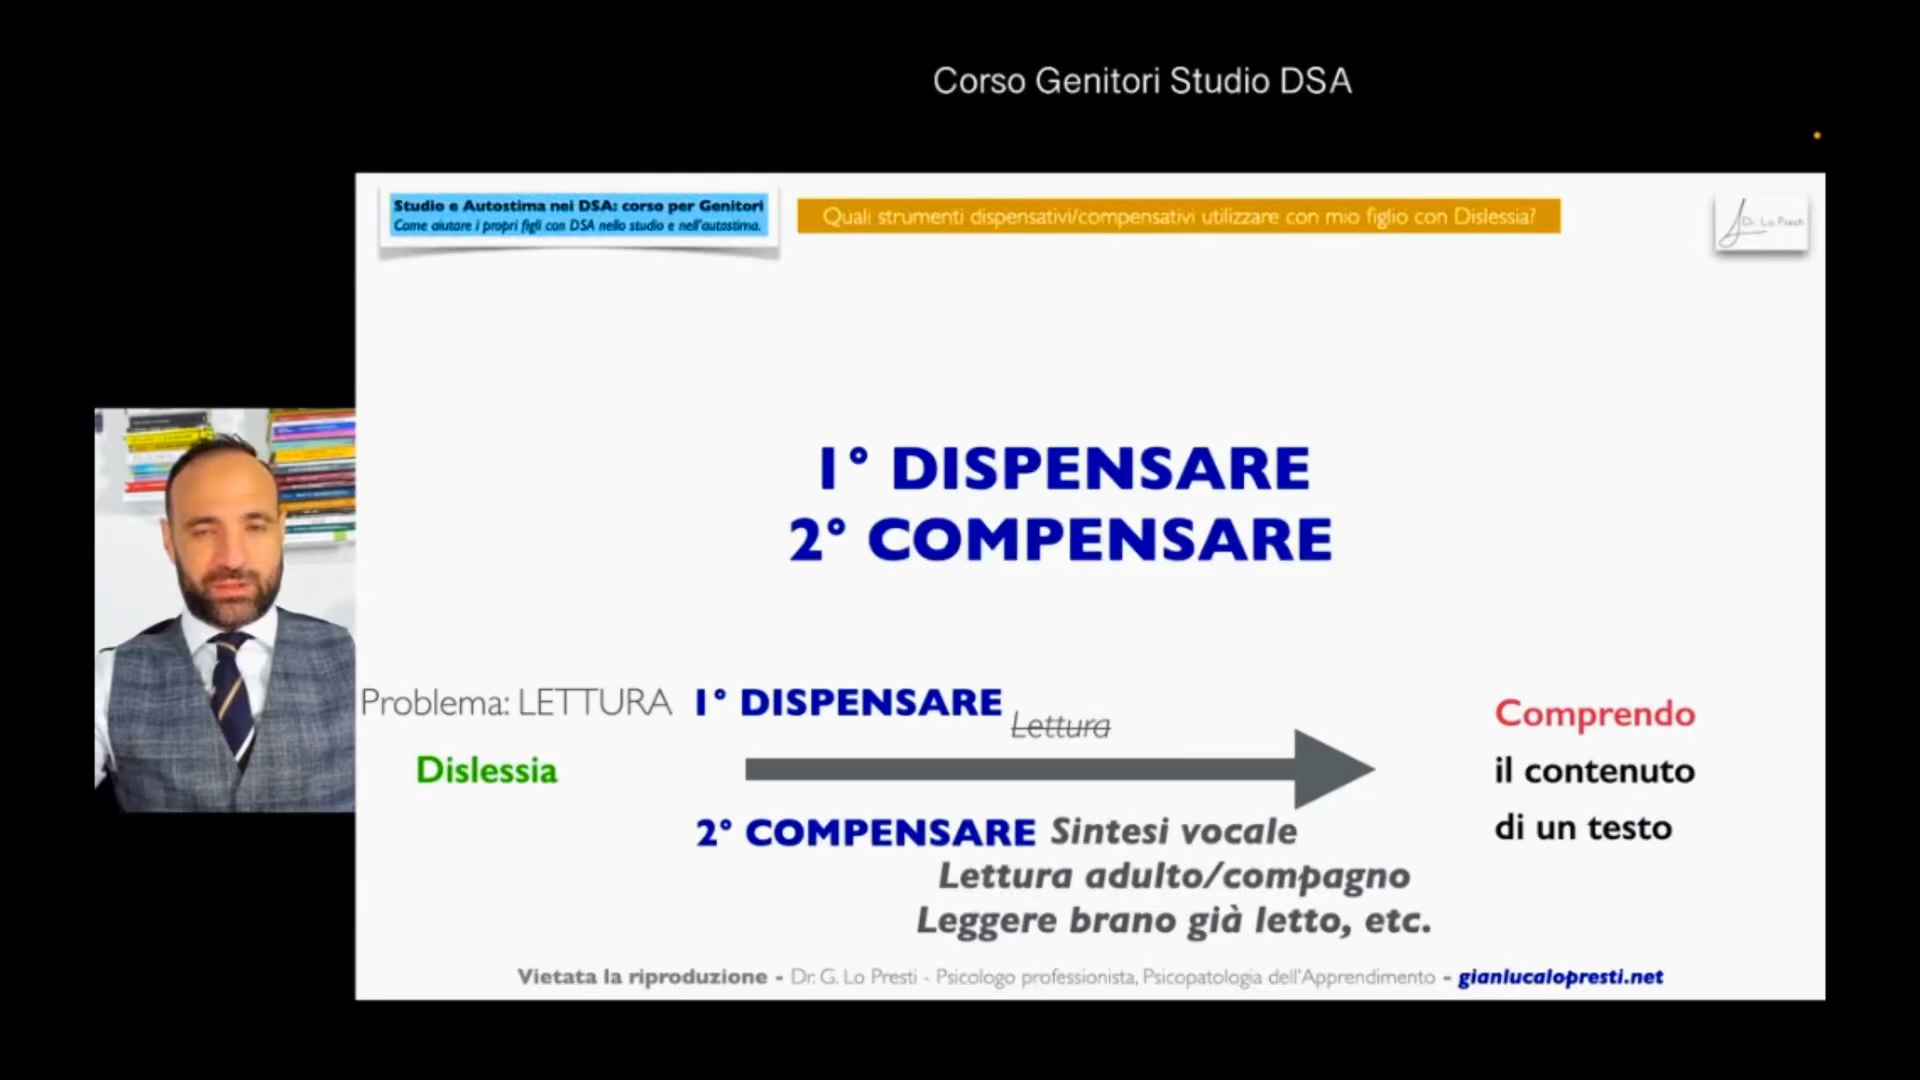 Corso Genitori Studio DSA
Studio e Autostima nei DSA: corso per Genitori
Come aiutare i propri figli con DSA nello studio e nell'autostima.
Quali strumenti dispensativi/compensativi utilizzare con mio figlio con Dislessia?
Dr. Lo Presti
1° DISPENSARE
2° COMPENSARE
Problema: LETTURA
1° DISPENSARE
Lettura
Dislessia
2° COMPENSARE Sintesi vocale
Lettura adulto/compagno
Leggere brano già letto, etc.
Comprendo
il contenuto
di un testo
Vietata la riproduzione - Dr. G. Lo Presti - Psicologo professionista, Psicopatologia dell'Apprendimento - gianlucalopresti.net